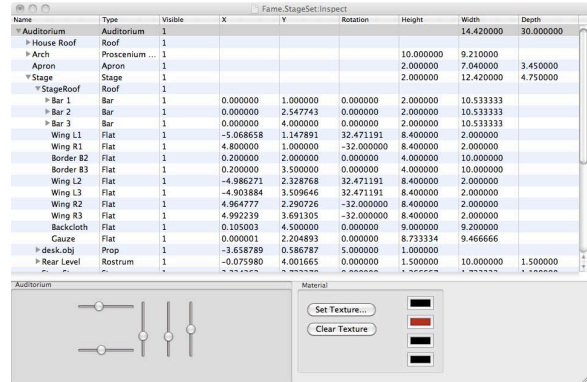 Fame.StageSet:Inspect
Name Type Visible X Y Rotation Height Width Depth
Auditorium Auditorium 1 14.420000 30.000000
House Roof Roof 1
Arch Proscenium ... 1 10.000000 9.210000
Apron Apron 1 2.000000 7.040000 3.450000
Stage Stage 1 2.000000 12.420000 4.750000
StageRoof Roof 1
Bar 1 Bar 1 0.000000 1.000000 0.000000 2.000000 10.533333
Bar 2 Bar 1 0.000000 2.547743 0.000000 2.000000 10.533333
Bar 3 Bar 1 0.000000 4.000000 0.000000 2.000000 10.533333
Wing L1 Flat 1 -5.068658 1.147891 32.471191 8.400000 2.000000
Wing R1 Flat 1 4.800000 1.000000 -32.000000 8.400000 2.000000
Border B2 Flat 1 0.200000 2.000000 0.000000 4.000000 10.000000
Border B3 Flat 1 0.200000 3.500000 0.000000 4.000000 10.000000
Wing L2 Flat 1 -4.986271 2.328768 32.471191 8.400000 2.000000
Wing L3 Flat 1 -4.903884 3.509646 32.471191 8.400000 2.000000
Wing R2 Flat 1 4.964777 2.290726 -32.000000 8.400000 2.000000
Wing R3 Flat 1 4.992239 3.691305 -32.000000 8.400000 2.000000
Backcloth Flat 1 0.105003 4.500000 0.000000 9.000000 9.200000
Gauze Flat 1 0.000001 2.204893 0.000000 8.733334 9.466666
desk.obj Prop 1 -3.658789 0.586787 5.000000 1.000000
Rear Level Rostrum 1 -0.075980 4.001665 0.000000 1.500000 10.000000 1.500000
Auditorium
Material
Set Texture...
Clear Texture